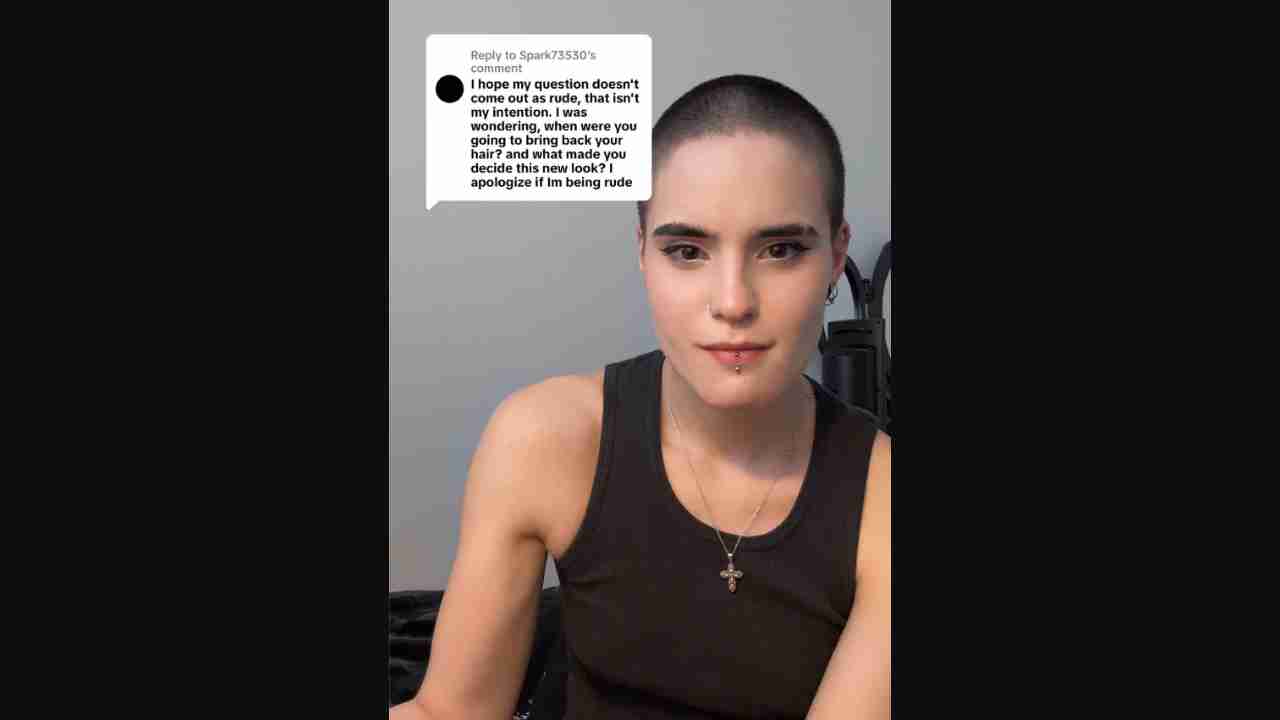 Reply to Spark73530's
comment
I hope my question doesn't
come out as rude, that isn't
my intention. I was
wondering, when were you
going to bring back your
hair? and what made you
decide this new look? I
apologize if Im being rude